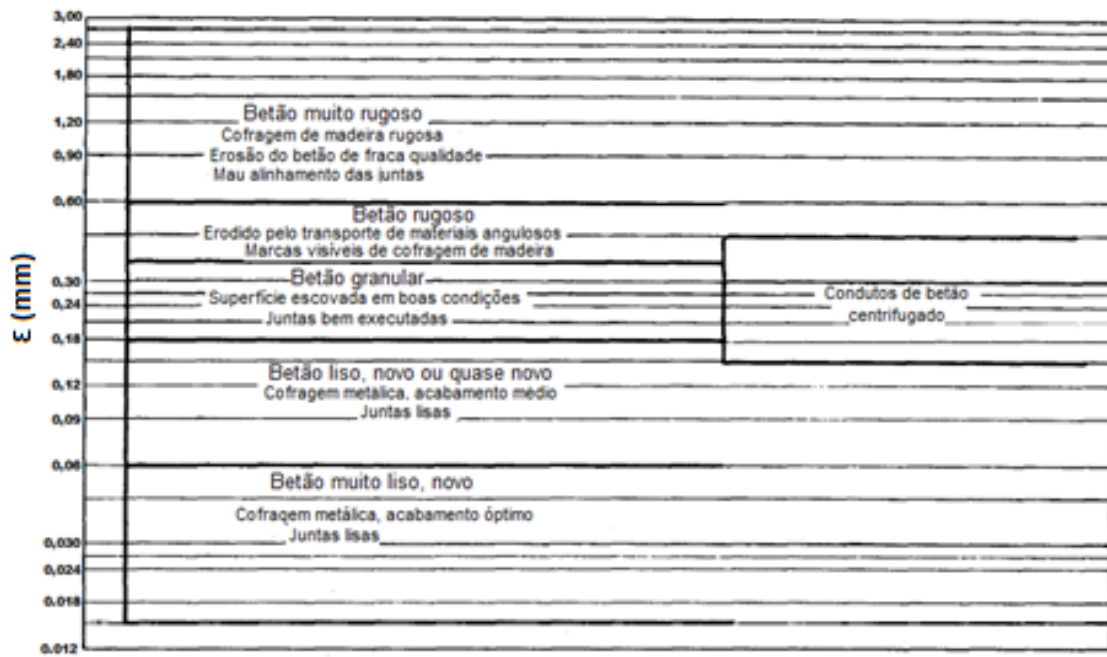 3,00
2,40
1,80
Betão muito rugoso
1,20
Cofragem de madeira rugosa
0,90
Erosão do betão de fraca qualidade
Mau alinhamento das juntas
0,60
Betão rugoso
Erodido pelo transporte de materiais angulosos
Marcas visíveis de cofragem de madeira
ε (mm)
0,30
Betão granular
Superfície escovada em boas condições
0,24
Juntas bem executadas
Condutos de betão
centrifugado
0,18
Betão liso, novo ou quase novo
0,12
Cofragem metálica, acabamento médio
Juntas lisas
0,09
0,06
Betão muito liso, novo
Cofragem metálica, acabamento óptimo
Juntas lisas
0,030
0,024
0.018
0.012